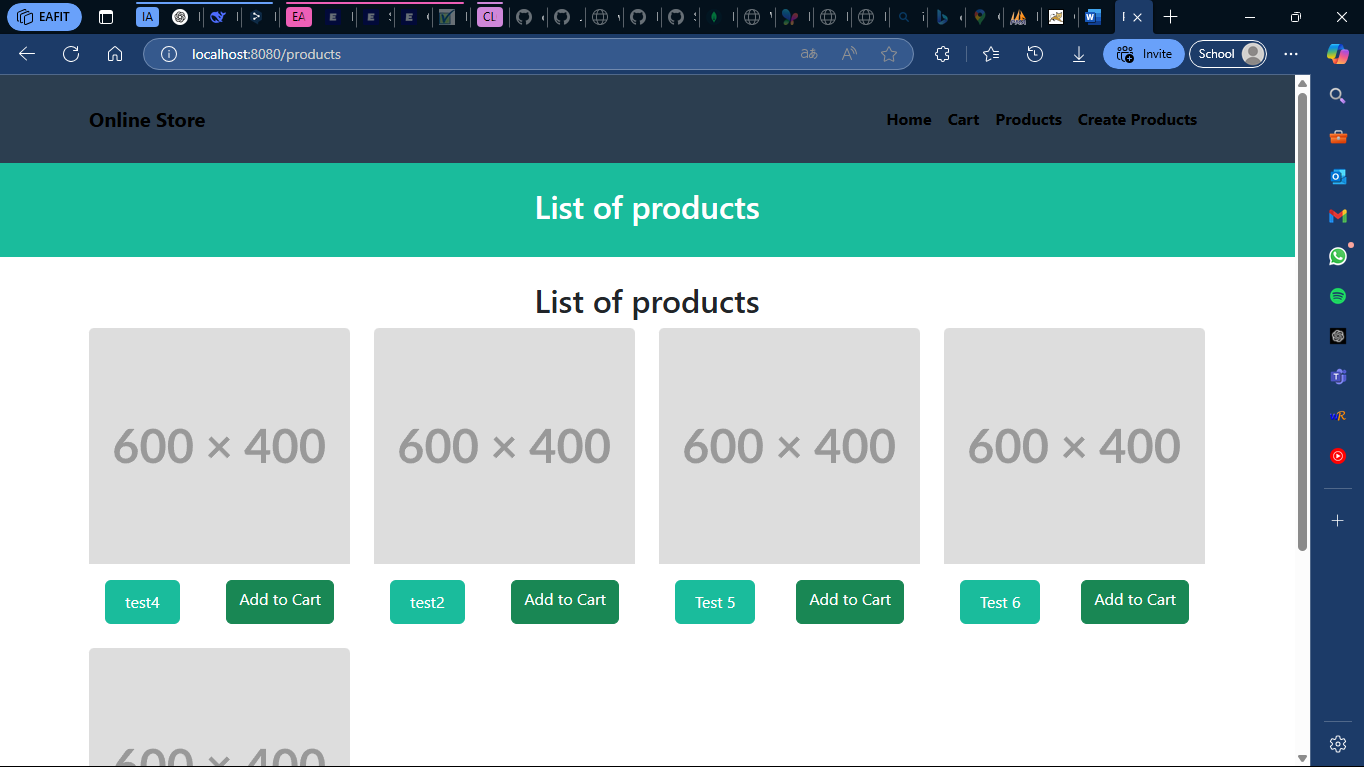 EAFIT
IA
EA
CL
localhost:8080/products
Invite
School
Online Store
Home Cart Products Create Products
List of products
List of products
600 × 400 600 × 400 600 × 400 600 × 400
test4 Add to Cart test2 Add to Cart Test 5 Add to Cart Test 6 Add to Cart
600 × 400